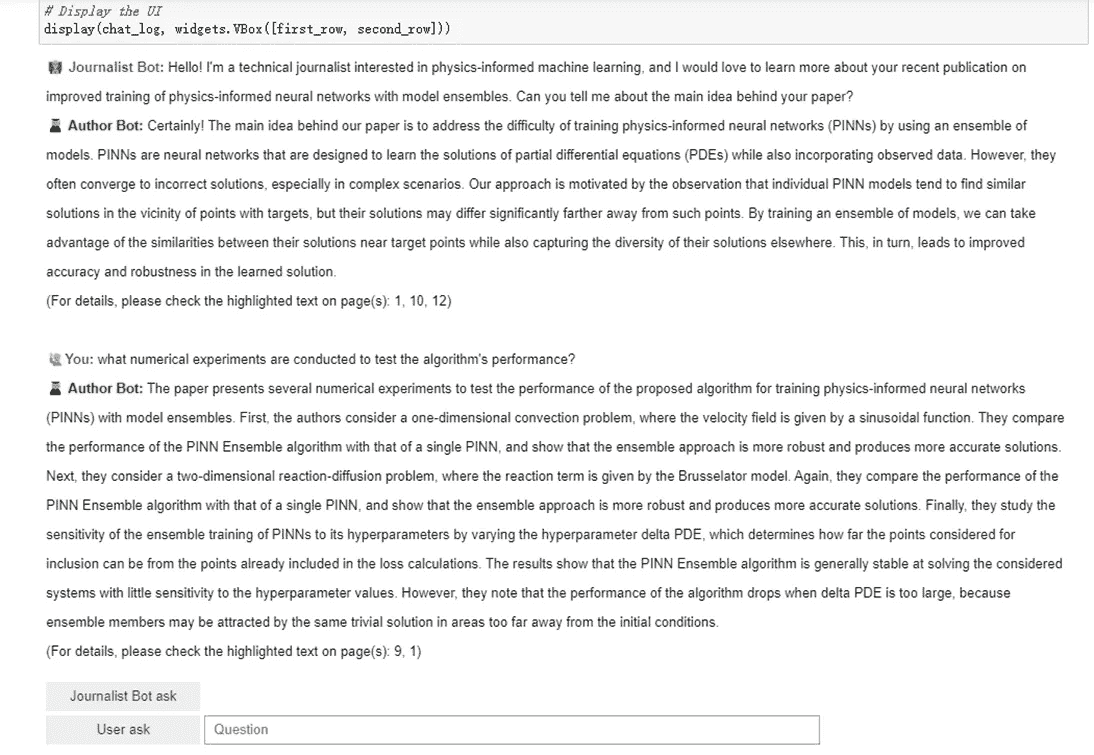 # Display the UI
display(chat_log, widgets.VBox([first_row, second_row]))
Journalist Bot: Hello! I'm a technical journalist interested in physics-informed machine learning, and I would love to learn more about your recent publication on
improved training of physics-informed neural networks with model ensembles. Can you tell me about the main idea behind your paper?
Author Bot: Certainly! The main idea behind our paper is to address the difficulty of training physics-informed neural networks (PINNs) by using an ensemble of
models. PINNs are neural networks that are designed to learn the solutions of partial differential equations (PDEs) while also incorporating observed data. However, they
often converge to incorrect solutions, especially in complex scenarios. Our approach is motivated by the observation that individual PINN models tend to find similar
solutions in the vicinity of points with targets, but their solutions may differ significantly farther away from such points. By training an ensemble of models, we can take
advantage of the similarities between their solutions near target points while also capturing the diversity of their solutions elsewhere. This, in turn, leads to improved
accuracy and robustness in the learned solution.
(For details, please check the highlighted text on page(s): 1, 10, 12)
You: what numerical experiments are conducted to test the algorithm's performance?
Author Bot: The paper presents several numerical experiments to test the performance of the proposed algorithm for training physics-informed neural networks
(PINNs) with model ensembles. First, the authors consider a one-dimensional convection problem, where the velocity field is given by a sinusoidal function. They compare
the performance of the PINN Ensemble algorithm with that of a single PINN, and show that the ensemble approach is more robust and produces more accurate solutions.
Next, they consider a two-dimensional reaction-diffusion problem, where the reaction term is given by the Brusselator model. Again, they compare the performance of the
PINN Ensemble algorithm with that of a single PINN, and show that the ensemble approach is more robust and produces more accurate solutions. Finally, they study the
sensitivity of the ensemble training of PINNs to its hyperparameters by varying the hyperparameter delta PDE, which determines how far the points considered for
inclusion can be from the points already included in the loss calculations. The results show that the PINN Ensemble algorithm is generally stable at solving the considered
systems with little sensitivity to the hyperparameter values. However, they note that the performance of the algorithm drops when delta PDE is too large, because
ensemble members may be attracted by the same trivial solution in areas too far away from the initial conditions.
(For details, please check the highlighted text on page(s): 9, 1)
Journalist Bot ask
User ask
Question